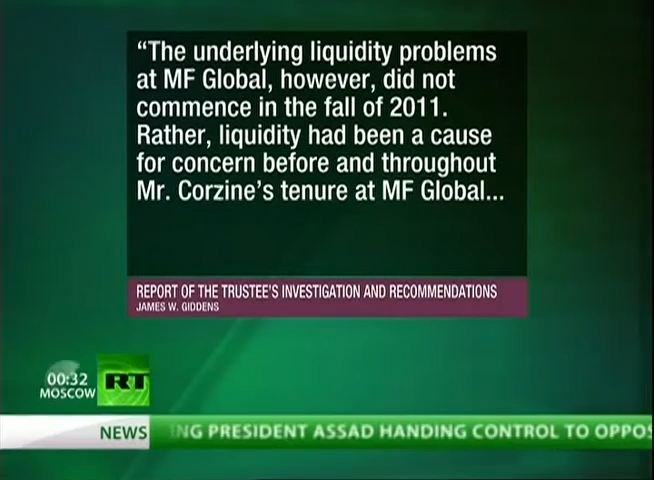 “The underlying liquidity problems
at MF Global, however, did not
commence in the fall of 2011.
Rather, liquidity had been a cause
for concern before and throughout
Mr. Corzine’s tenure at MF Global...
REPORT OF THE TRUSTEE’S INVESTIGATION AND RECOMMENDATIONS
JAMES W. GIDDENS
00:32
MOSCOW
RT
NEWS
ING PRESIDENT ASSAD HANDING CONTROL TO OPPOS